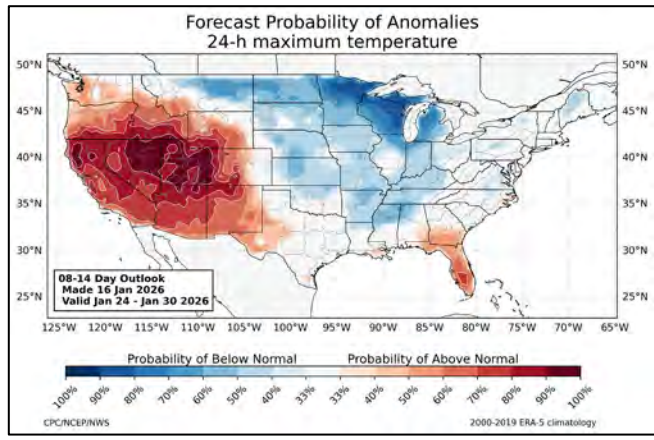 Forecast Probability of Anomalies
24-h maximum temperature
50°N
50°N
45°N
45°N
40°N
40°N
35°N
35°N
30°N
30°N
25°N
25°N
08-14 Day Outlook
Made 16 Jan 2026
Valid Jan 24 - Jan 30 2026
125°W 120°W 115°W 110°W 105°W 100°W 95°W 90°W 85°W 80°W 75°W 70°W 65°W
Probability of Below Normal Probability of Above Normal
100% 90% 80% 70% 60% 50% 40% 33% 33% 40% 50% 60% 70% 80% 90% 100%
CPC/NCEP/NWS 2000-2019 ERA-5 climatology